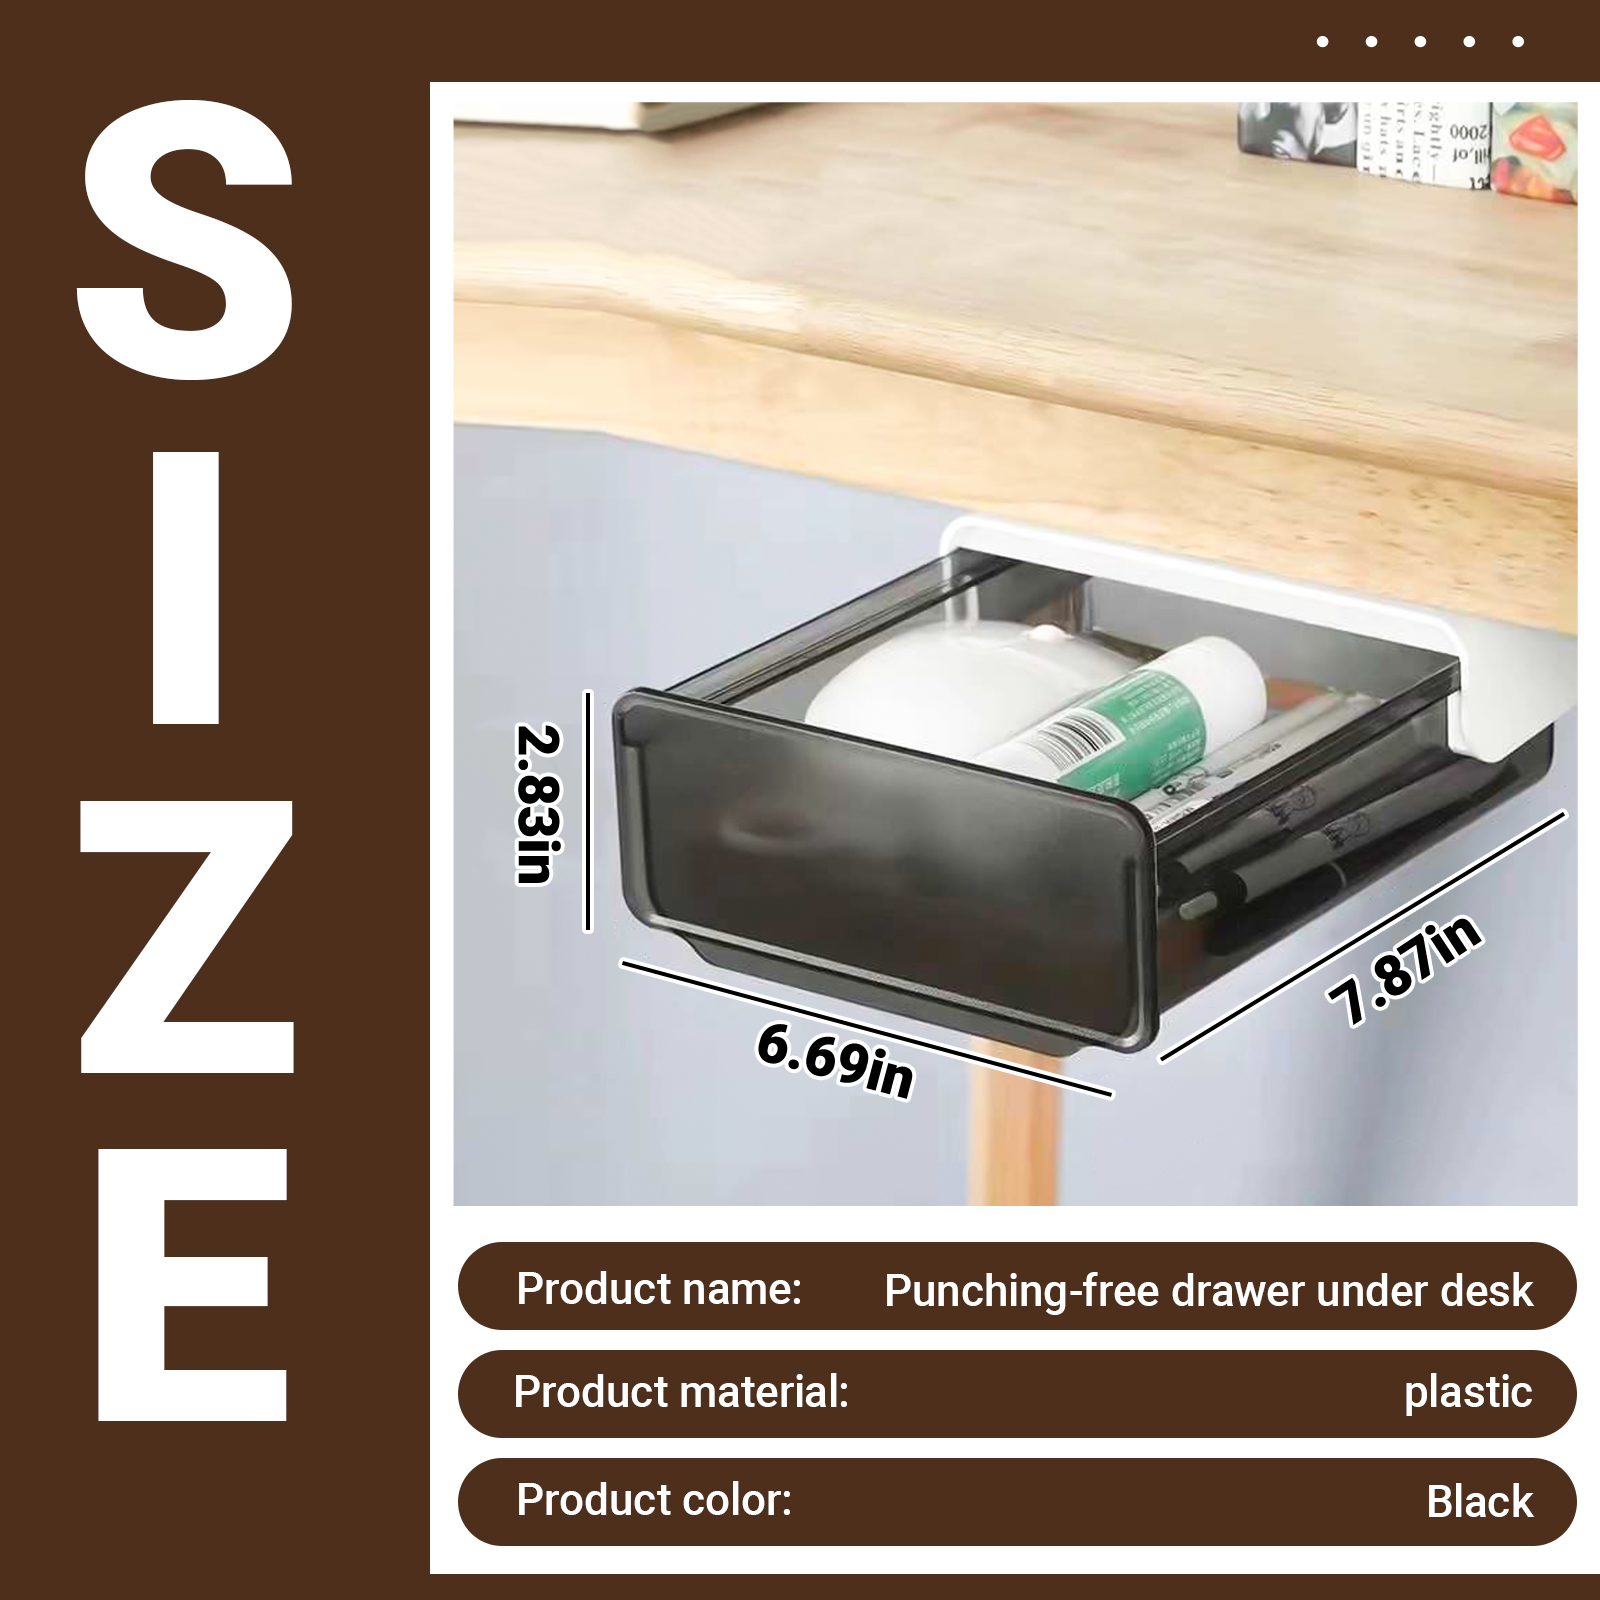 SIZE
2000
2.83in
6.69in
7.87in
Product name: Punching-free drawer under desk
Product material: plastic
Product color: Black